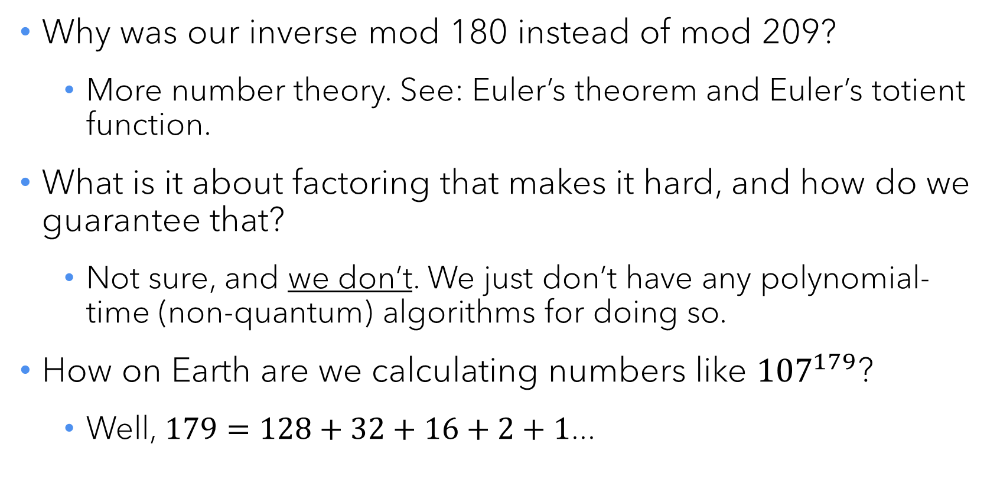 • Why was our inverse mod 180 instead of mod 209?
• More number theory. See: Euler’s theorem and Euler’s totient
function.
• What is it about factoring that makes it hard, and how do we
guarantee that?
• Not sure, and we don’t. We just don’t have any polynomial-
time (non-quantum) algorithms for doing so.
• How on Earth are we calculating numbers like 107¹⁷⁹?
• Well, 179 = 128 + 32 + 16 + 2 + 1...